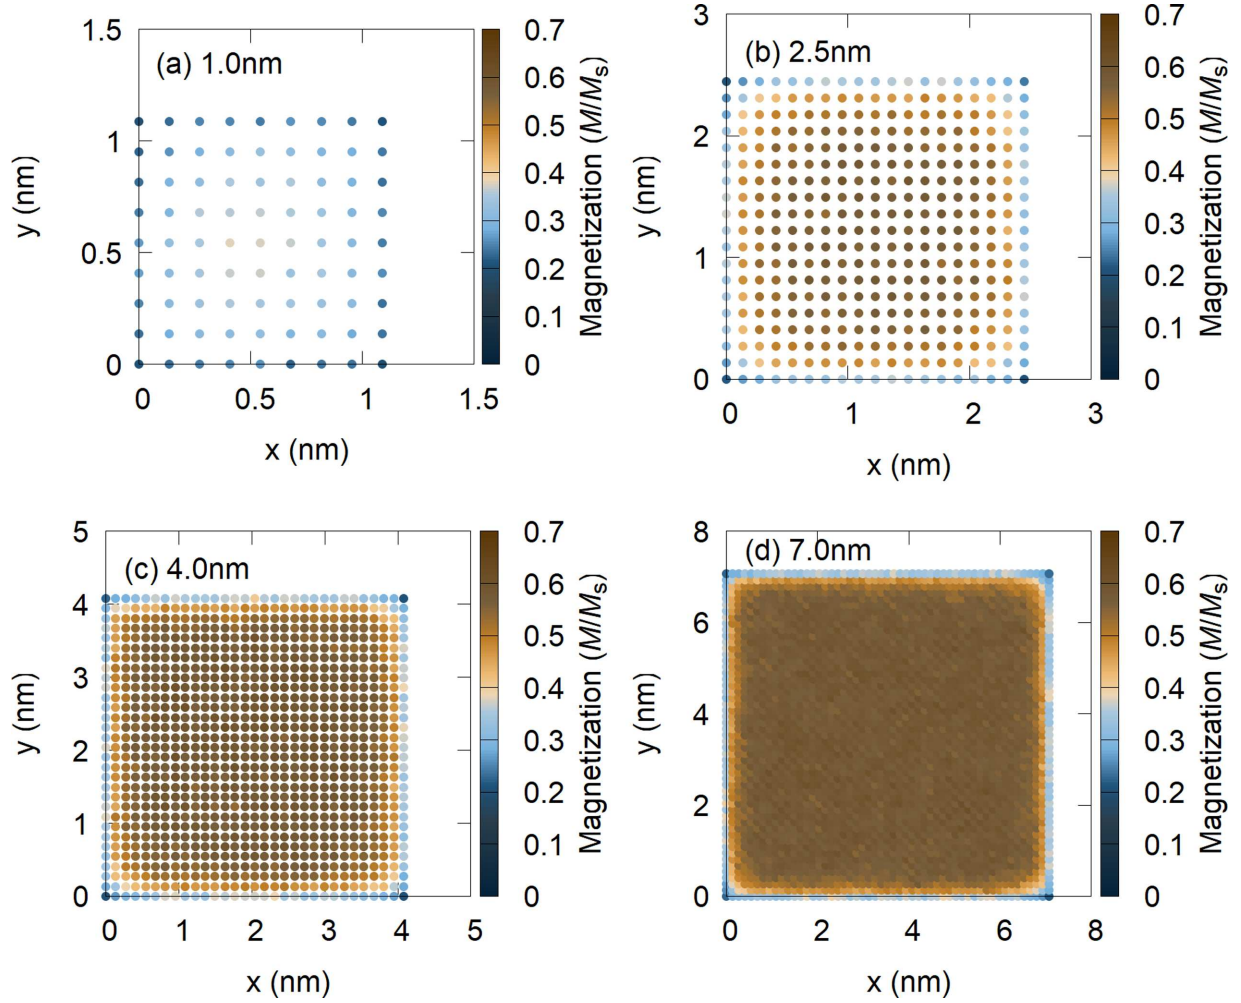 (a) 1.0nm
1.5
1
0.5
0
0 0.5 1 1.5
x (nm)
y (nm)
0.7
0.6
0.5
0.4
0.3
0.2
0.1
0
Magnetization (M/Ms)
(b) 2.5nm
3
2
1
0
0 1 2 3
x (nm)
y (nm)
0.7
0.6
0.5
0.4
0.3
0.2
0.1
0
Magnetization (M/Ms)
(c) 4.0nm
5
4
3
2
1
0
0 1 2 3 4 5
x (nm)
y (nm)
0.7
0.6
0.5
0.4
0.3
0.2
0.1
0
Magnetization (M/Ms)
(d) 7.0nm
8
6
4
2
0
0 2 4 6 8
x (nm)
y (nm)
0.7
0.6
0.5
0.4
0.3
0.2
0.1
0
Magnetization (M/Ms)